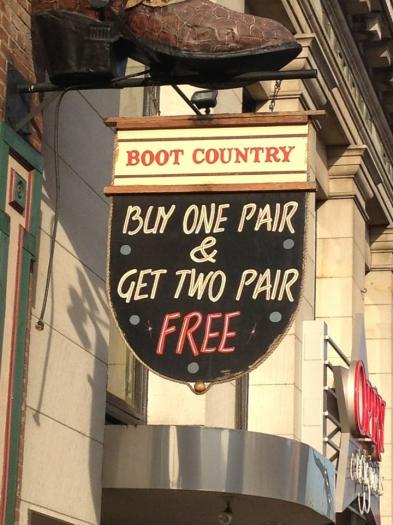 BOOT COUNTRY
BUY ONE PAIR
&
GET TWO PAIR
FREE